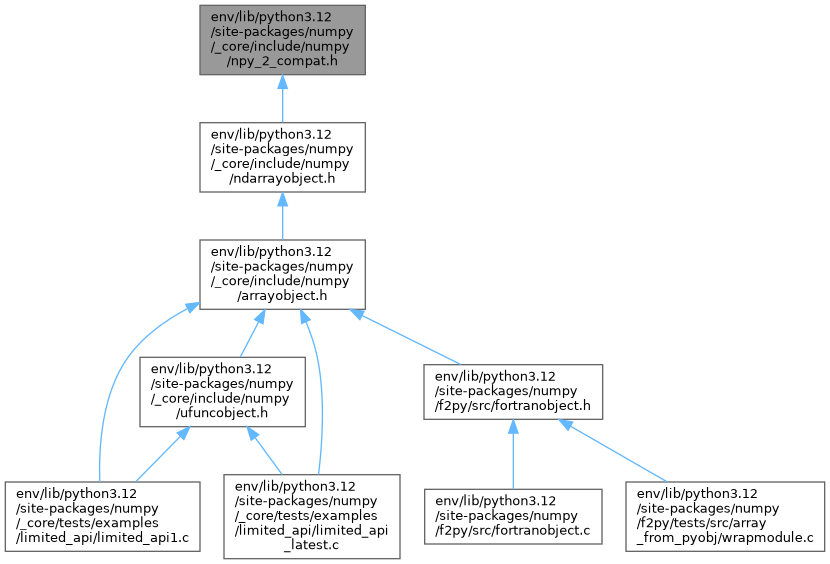 env/lib/python3.12
/site-packages/numpy
/_core/include/numpy
/npy_2_compat.h
env/lib/python3.12
/site-packages/numpy
/_core/include/numpy
/ndarrayobject.h
env/lib/python3.12
/site-packages/numpy
/_core/include/numpy
/arrayobject.h
env/lib/python3.12
/site-packages/numpy
/_core/include/numpy
/ufuncobject.h
env/lib/python3.12
/site-packages/numpy
/f2py/src/fortranobject.h
env/lib/python3.12
/site-packages/numpy
/_core/tests/examples
/limited_api/limited_api1.c
env/lib/python3.12
/site-packages/numpy
/_core/tests/examples
/limited_api/limited_api
_latest.c
env/lib/python3.12
/site-packages/numpy
/f2py/src/fortranobject.c
env/lib/python3.12
/site-packages/numpy
/f2py/tests/src/array
_from_pyobj/wrapmodule.c